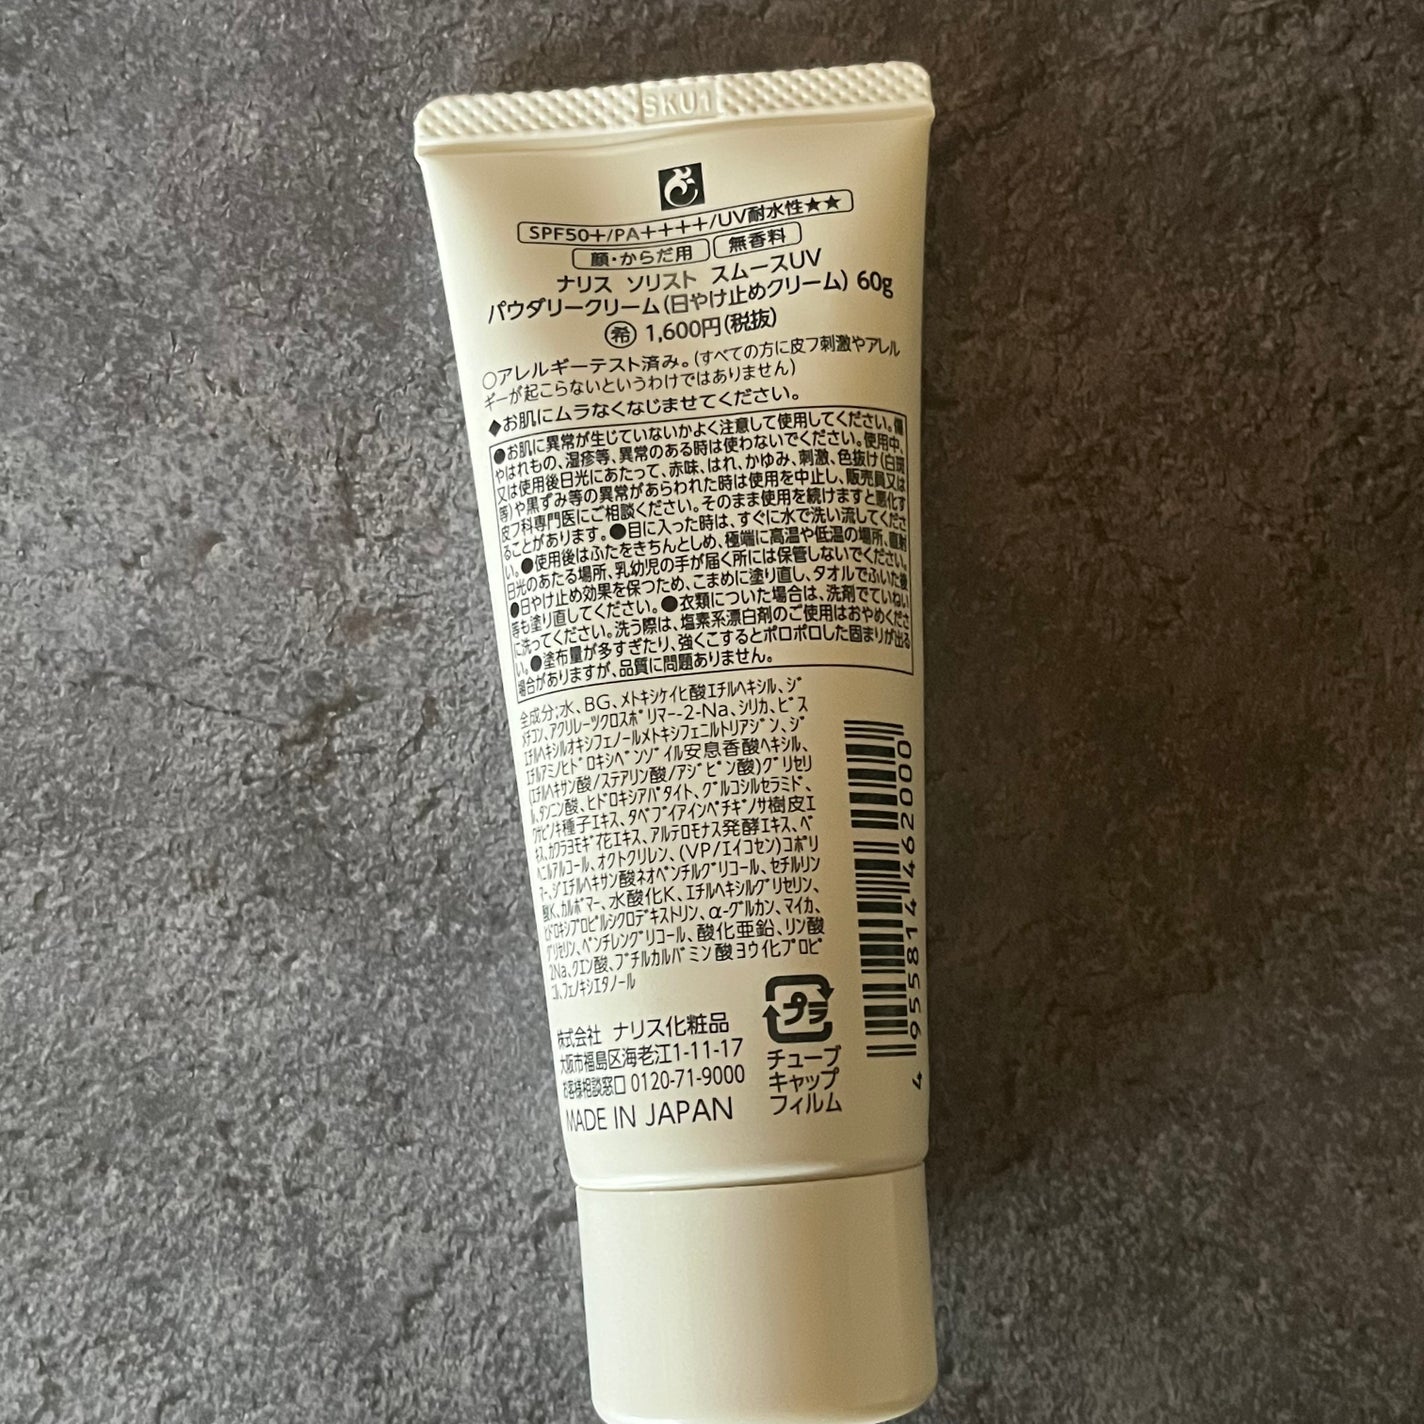 SKU1
SPF50+/PA++++/UV耐水性★★
顔・からだ用 無香料
ナリス ソリスト スムースUV
パウダリークリーム(日やけ止めクリーム) 60g
希 1,600円(税抜)
○アレルギーテスト済み。(すべての方に皮フ刺激やアレル
ギーが起こらないというわけではありません)
◆お肌にムラなくなじませてください。
●お肌に異常が生じていないかよく注意して使用してください。傷
やはれもの、湿疹等、異常のある時は使わないでください。使用中、
又は使用後日光にあたって、赤味、はれ、かゆみ、刺激、色抜け(白斑
等)や黒ずみ等の異常があらわれた時は使用を中止し、販売員又は
皮フ科専門医にご相談ください。そのまま使用を続けますと悪化す
ることがあります。●目に入った時は、すぐに水で洗い流してくださ
い。●使用後はふたをきちんとしめ、極端に高温や低温の場所、直射
日光のあたる場所、乳幼児の手が届く所には保管しないでください。
●日やけ止め効果を保つため、こまめに塗り直し、タオルでふいた後
等も塗り直してください。●衣類についた場合は、洗剤でていねい
に洗ってください。洗う際は、塩素系漂白剤のご使用はおやめくださ
い。●塗布量が多すぎたり、強くこするとポロポロした固まりが出る
場合がありますが、品質に問題ありません。
全成分:水、BG、メトキシケイヒ酸エチルヘキシル、ジ
メチコン、アクリレーツクロスポリマー-2-Na、シリカ、ビス
エチルヘキシルオキシフェノールメトキシフェニルトリアジン、ジ
エチルアミノヒドロキシベンゾイル安息香酸ヘキシル、
(エチルヘキサン酸/ステアリン酸/アジピン酸)グリセリ
ル、タンニン酸、ヒドロキシアパタイト、グルコシルセラミド、
ワサビノキ種子エキス、タベブイアインペチギノサ樹皮エ
キス、カワラヨモギ花エキス、アルテロモナス発酵エキス、ベ
ヘニルアルコール、オクトクリレン、(VP/エイコセン)コポリ
マー、ジエチルヘキサン酸ネオペンチルグリコール、セチルリン
酸K、カルボマー、水酸化K、エチルヘキシルグリセリン、
ヒドロキシプロピルシクロデキストリン、α-グルカン、マイカ、
グリセリン、ペンチレングリコール、酸化亜鉛、リン酸
2Na、クエン酸、ブチルカルバミン酸ヨウ化プロピ
ニル、フェノキシエタノール
株式会社 ナリス化粧品
大阪市福島区海老江1-11-17
お客様相談窓口 0120-71-9000
MADE IN JAPAN
プラ
チューブ
キャップ
フィルム
4 955814 462000